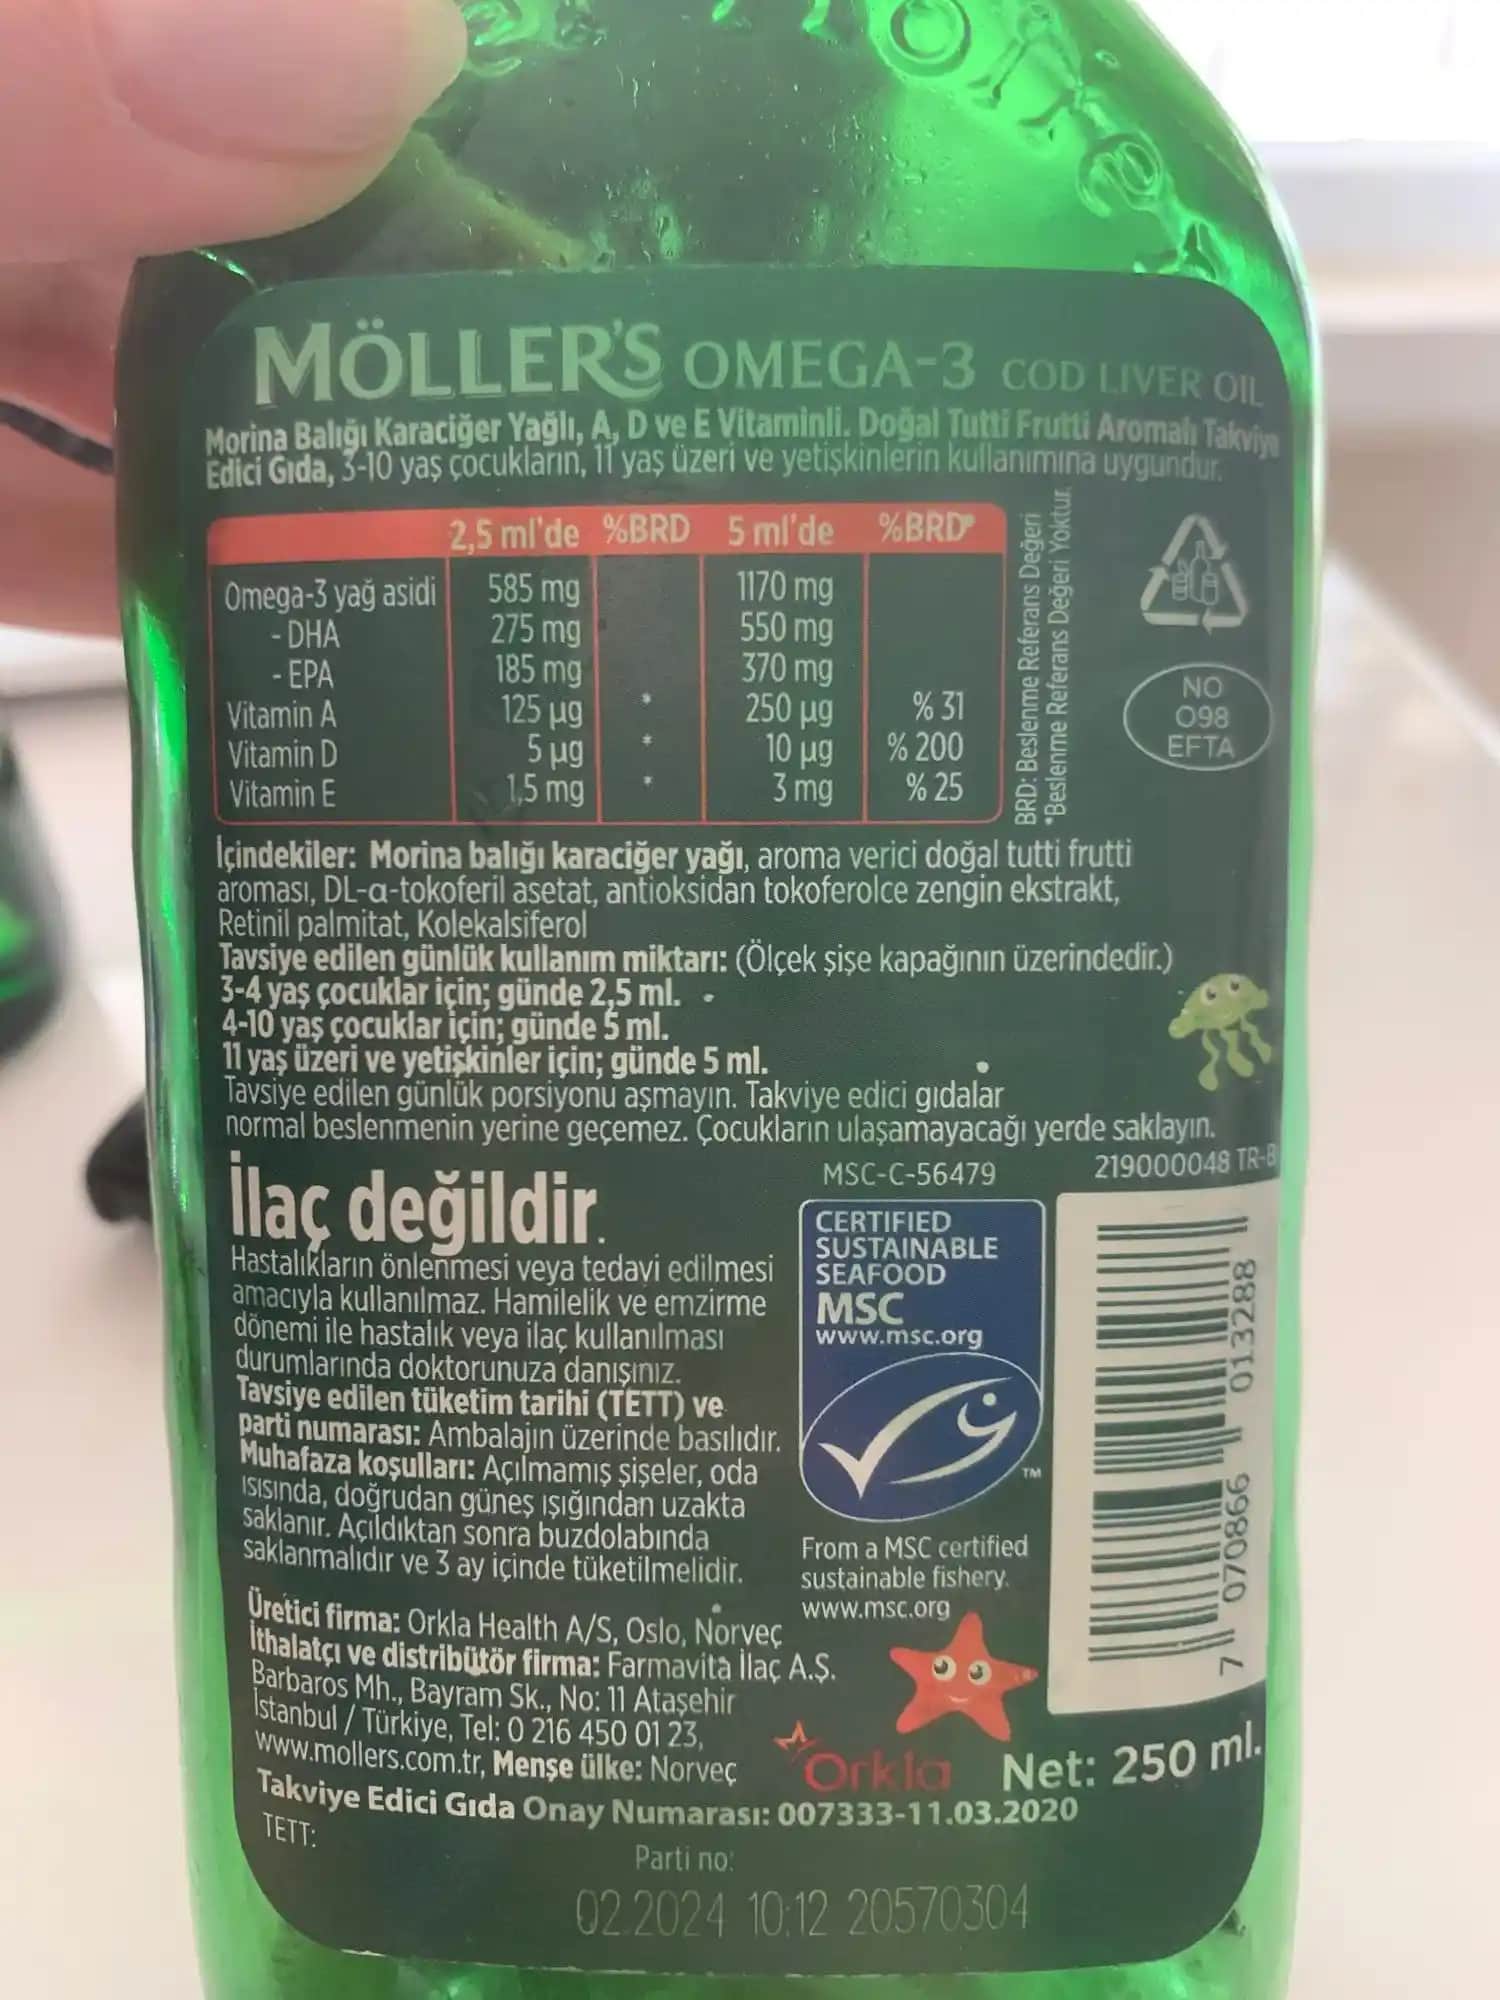 MÖLLER'S OMEGA-3 COD LIVER OIL
Morina Balığı Karaciğer Yağlı, A, D ve E Vitaminli. Doğal Tutti Frutti Aromalı Takviye
Edici Gıda, 3-10 yaş çocukların, 11 yaş üzeri ve yetişkinlerin kullanımına uygundur.
2,5 ml'de %BRD 5 ml'de %BRD
Omega-3 yağ asidi 585 mg 1170 mg
- DHA 275 mg 550 mg
- EPA 185 mg 370 mg
Vitamin A 125 µg * 250 µg % 31
Vitamin D 5 µg * 10 µg % 200
Vitamin E 1,5 mg * 3 mg % 25
BRD: Beslenme Referans Değeri
*Beslenme Referans Değeri Yoktur.
NO
098
EFTA
İçindekiler: Morina balığı karaciğer yağı, aroma verici doğal tutti frutti
aroması, DL-α-tokoferil asetat, antioksidan tokoferolce zengin ekstrakt,
Retinil palmitat, Kolekalsiferol
Tavsiye edilen günlük kullanım miktarı: (Ölçek şişe kapağının üzerindedir.)
3-4 yaş çocuklar için; günde 2,5 ml.
4-10 yaş çocuklar için; günde 5 ml.
11 yaş üzeri ve yetişkinler için; günde 5 ml.
Tavsiye edilen günlük porsiyonu aşmayın. Takviye edici gıdalar
normal beslenmenin yerine geçemez. Çocukların ulaşamayacağı yerde saklayın.
İlaç değildir.
Hastalıkların önlenmesi veya tedavi edilmesi
amacıyla kullanılmaz. Hamilelik ve emzirme
dönemi ile hastalık veya ilaç kullanılması
durumlarında doktorunuza danışınız.
Tavsiye edilen tüketim tarihi (TETT) ve
parti numarası: Ambalajın üzerinde basılıdır.
Muhafaza koşulları: Açılmamış şişeler, oda
ısısında, doğrudan güneş ışığından uzakta
saklanır. Açıldıktan sonra buzdolabında
saklanmalıdır ve 3 ay içinde tüketilmelidir.
MSC-C-56479
CERTIFIED
SUSTAINABLE
SEAFOOD
MSC
www.msc.org
TM
From a MSC certified
sustainable fishery.
www.msc.org
219000048 TR-B
7 070866 013288
Üretici firma: Orkla Health A/S, Oslo, Norveç
İthalatçı ve distribütör firma: Farmavita İlaç A.Ş.
Barbaros Mh., Bayram Sk., No: 11 Ataşehir
İstanbul / Türkiye, Tel: 0 216 450 01 23,
www.mollers.com.tr, Menşe ülke: Norveç
Orkla
Net: 250 ml.
Takviye Edici Gıda Onay Numarası: 007333-11.03.2020
TETT:
Parti no:
02.2024 10:12 20570304